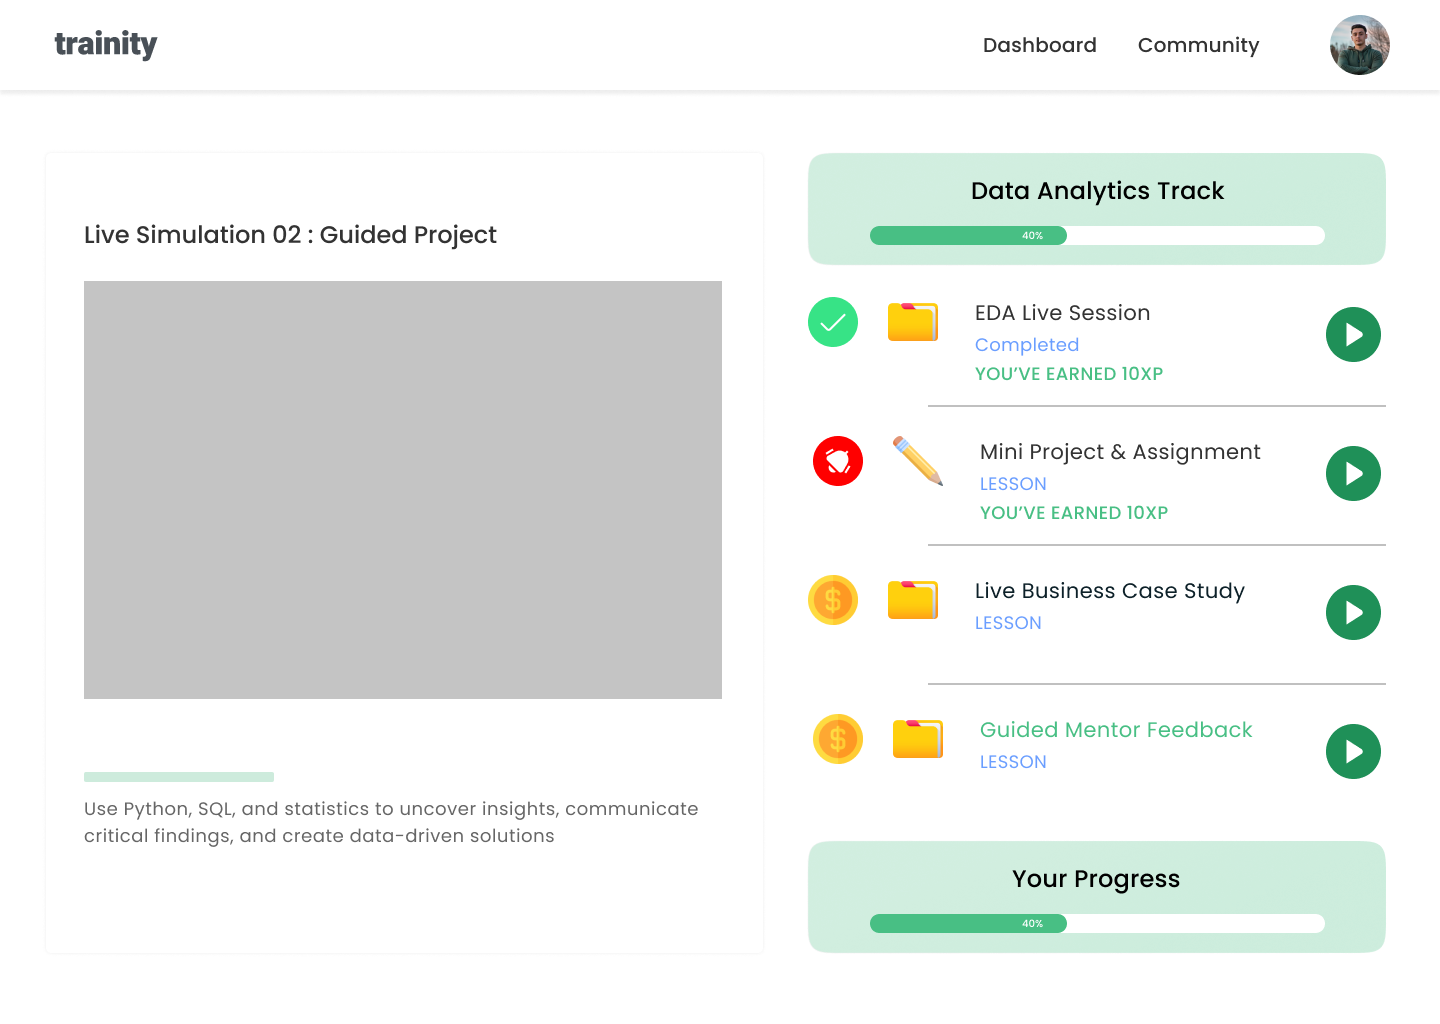 trainity
Dashboard
Community
Live Simulation 02 : Guided Project
Use Python, SQL, and statistics to uncover insights, communicate
critical findings, and create data-driven solutions
Data Analytics Track
40%
EDA Live Session
Completed
YOU’VE EARNED 10XP
Mini Project & Assignment
LESSON
YOU’VE EARNED 10XP
$
Live Business Case Study
LESSON
$
Guided Mentor Feedback
LESSON
Your Progress
40%